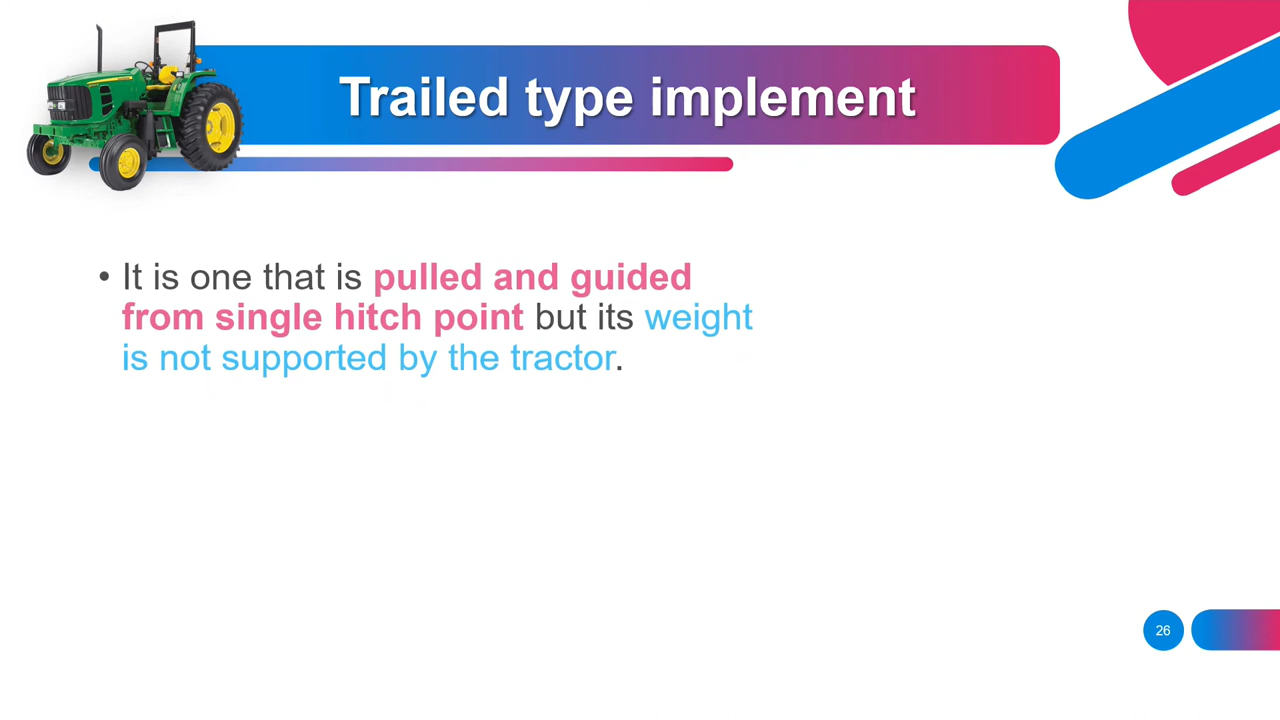 Trailed type implement
• It is one that is pulled and guided
from single hitch point but its weight
is not supported by the tractor.
26